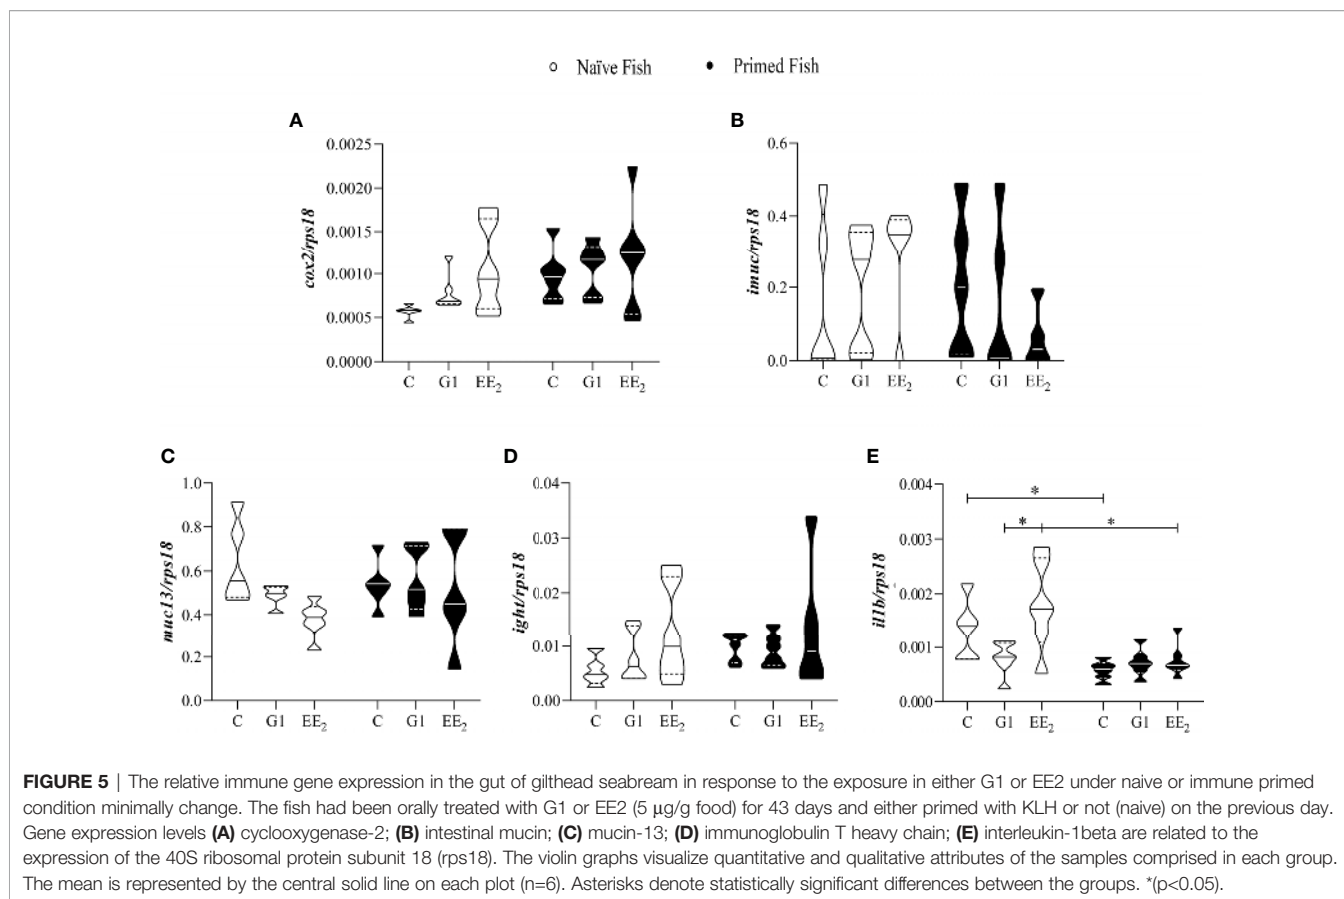 Naïve Fish Primed Fish
A
B
0.0025
0.0020
0.0015
0.0010
0.0005
0.0000
cox2/rps18
C G1 EE2 C G1 EE2
0.6
0.4
0.2
0.0
imuc/rps18
C G1 EE2 C G1 EE2
C
D
E
1.0
0.8
0.6
0.4
0.2
0.0
muc13/rps18
C G1 EE2 C G1 EE2
0.04
0.03
0.02
0.01
0.00
ight/rps18
C G1 EE2 C G1 EE2
0.004
0.003
0.002
0.001
0.000
il1b/rps18
*
* *
C G1 EE2 C G1 EE2
FIGURE 5 | The relative immune gene expression in the gut of gilthead seabream in response to the exposure in either G1 or EE2 under naive or immune primed
condition minimally change. The fish had been orally treated with G1 or EE2 (5 μg/g food) for 43 days and either primed with KLH or not (naive) on the previous day.
Gene expression levels (A) cyclooxygenase-2; (B) intestinal mucin; (C) mucin-13; (D) immunoglobulin T heavy chain; (E) interleukin-1beta are related to the
expression of the 40S ribosomal protein subunit 18 (rps18). The violin graphs visualize quantitative and qualitative attributes of the samples comprised in each group.
The mean is represented by the central solid line on each plot (n=6). Asterisks denote statistically significant differences between the groups. *(p<0.05).